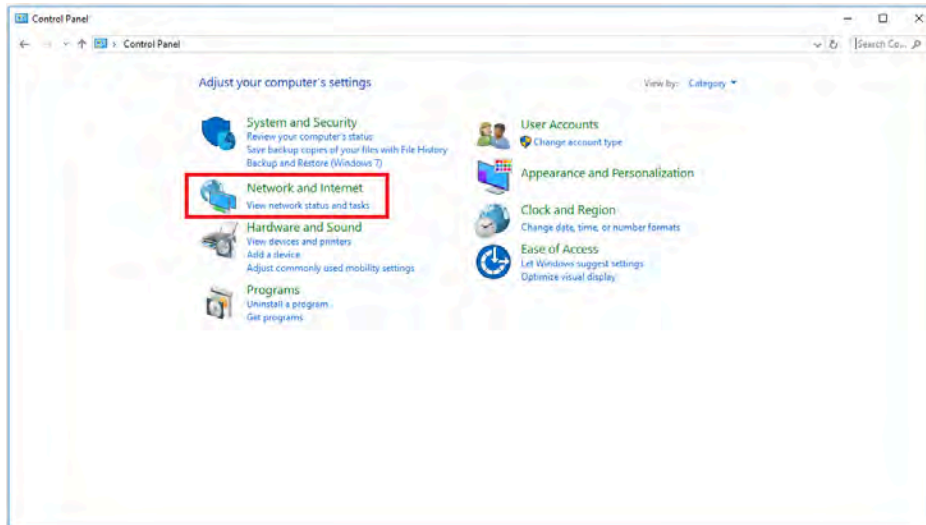 Control Panel
Control Panel
Search Co...
Adjust your computer's settings
View by: Category
System and Security
Review your computer's status
Save backup copies of your files with File History
Backup and Restore (Windows 7)
Network and Internet
View network status and tasks
Hardware and Sound
View devices and printers
Add a device
Adjust commonly used mobility settings
Programs
Uninstall a program
Get programs
User Accounts
Change account type
Appearance and Personalization
Clock and Region
Change date, time, or number formats
Ease of Access
Let Windows suggest settings
Optimize visual display